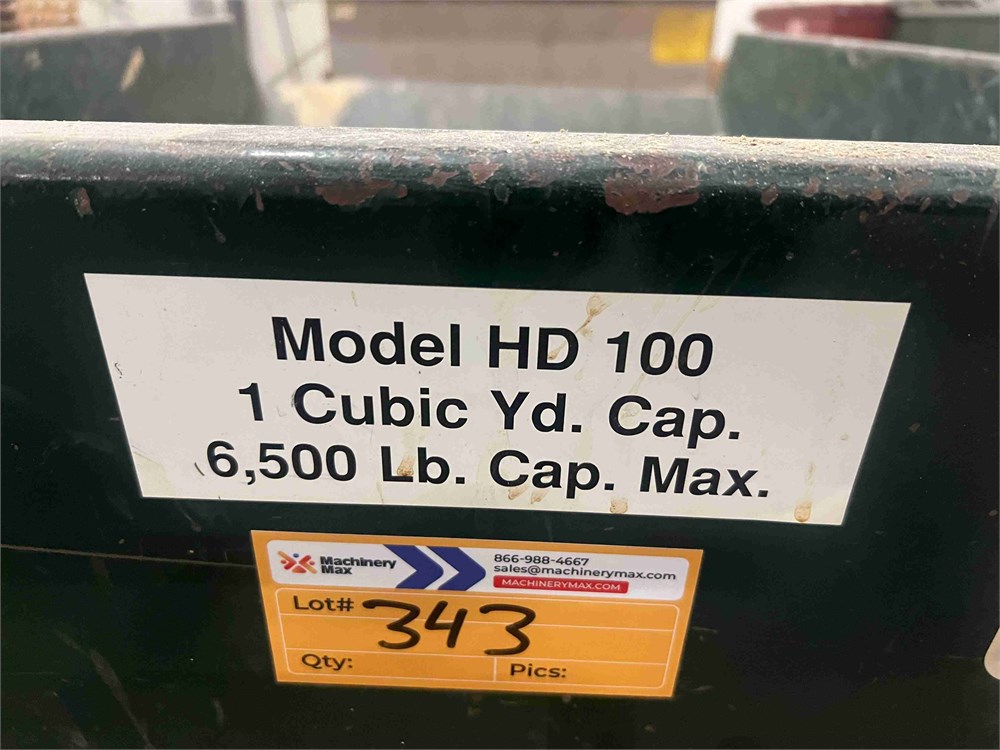 Model HD 100
1 Cubic Yd. Cap.
6,500 Lb. Cap. Max.
Machinery
Max
866-988-4667
sales@machinerymax.com
MACHINERYMAX.COM
Lot# 343
Qty:
Pics: